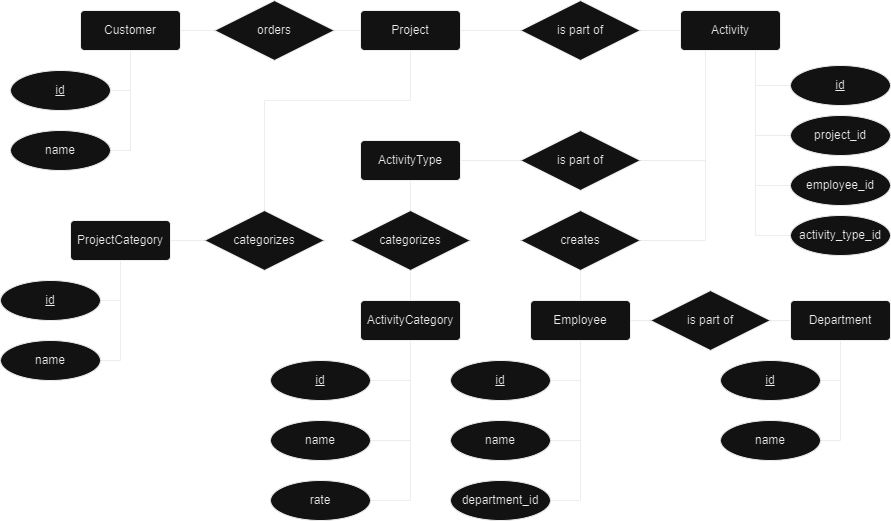 Customer
orders
Project
is part of
Activity
id
name
id
project_id
employee_id
activity_type_id
ActivityType
is part of
ProjectCategory
categorizes
categorizes
creates
id
name
ActivityCategory
Employee
is part of
Department
id
name
rate
id
name
department_id
id
name